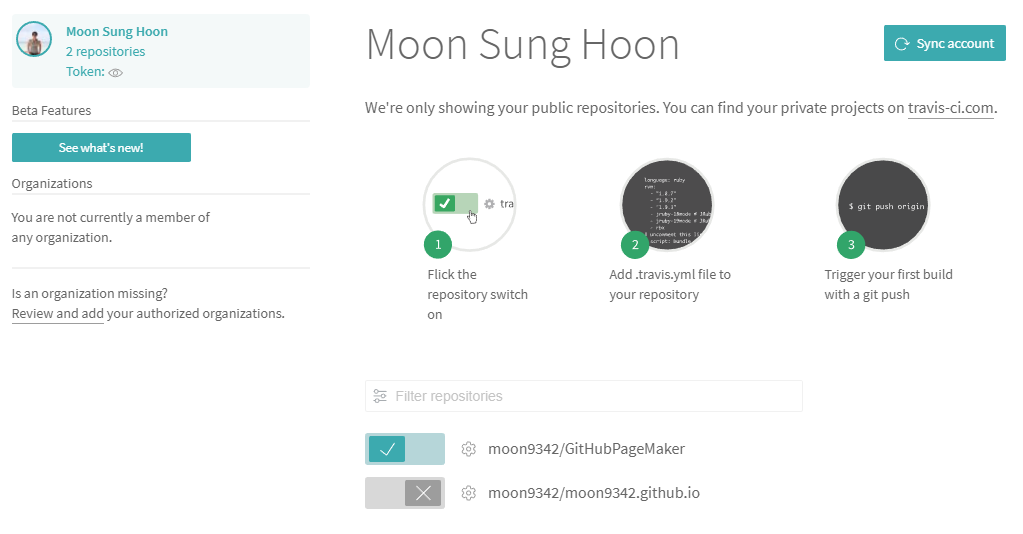 Moon Sung Hoon
2 repositories
Token:
Beta Features
See what's new!
Organizations
You are not currently a member of
any organization.
Is an organization missing?
Review and add your authorized organizations.
Moon Sung Hoon
Sync account
We're only showing your public repositories. You can find your private projects on travis-ci.com.
tra
1
Flick the
repository switch
on
language: ruby
rvm:
- "1.8.7"
- "1.9.2"
- "1.9.3"
- jruby-18mode # JRub
- jruby-19mode # JRu
- rbx
# uncomment this li
script: bundle
2
Add .travis.yml file to
your repository
$ git push origin
3
Trigger your first build
with a git push
Filter repositories
moon9342/GitHubPageMaker
moon9342/moon9342.github.io